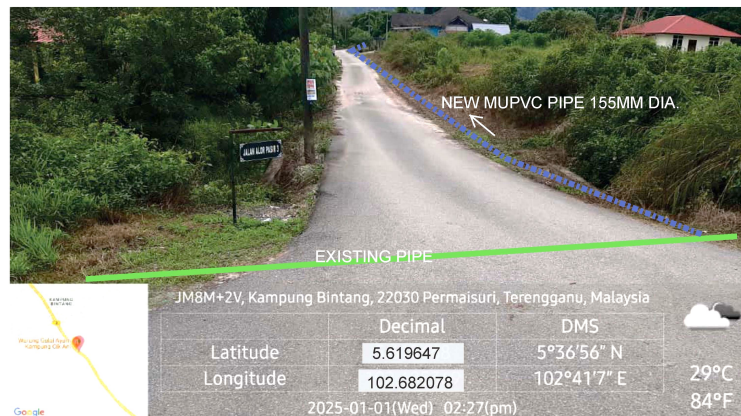 NEW MUPVC PIPE 155MM DIA.
JALAN ALOR PASIR 3
EXISTING PIPE
JM8M+2V, Kampung Bintang, 22030 Permaisuri, Terengganu, Malaysia
Decimal DMS
Latitude 5.619647 5°36'56" N
Longitude 102.682078 102°41'7" E
2025-01-01(Wed) 02:27(pm)
29°C
84°F
KAMPUNG
BINTANG
Google